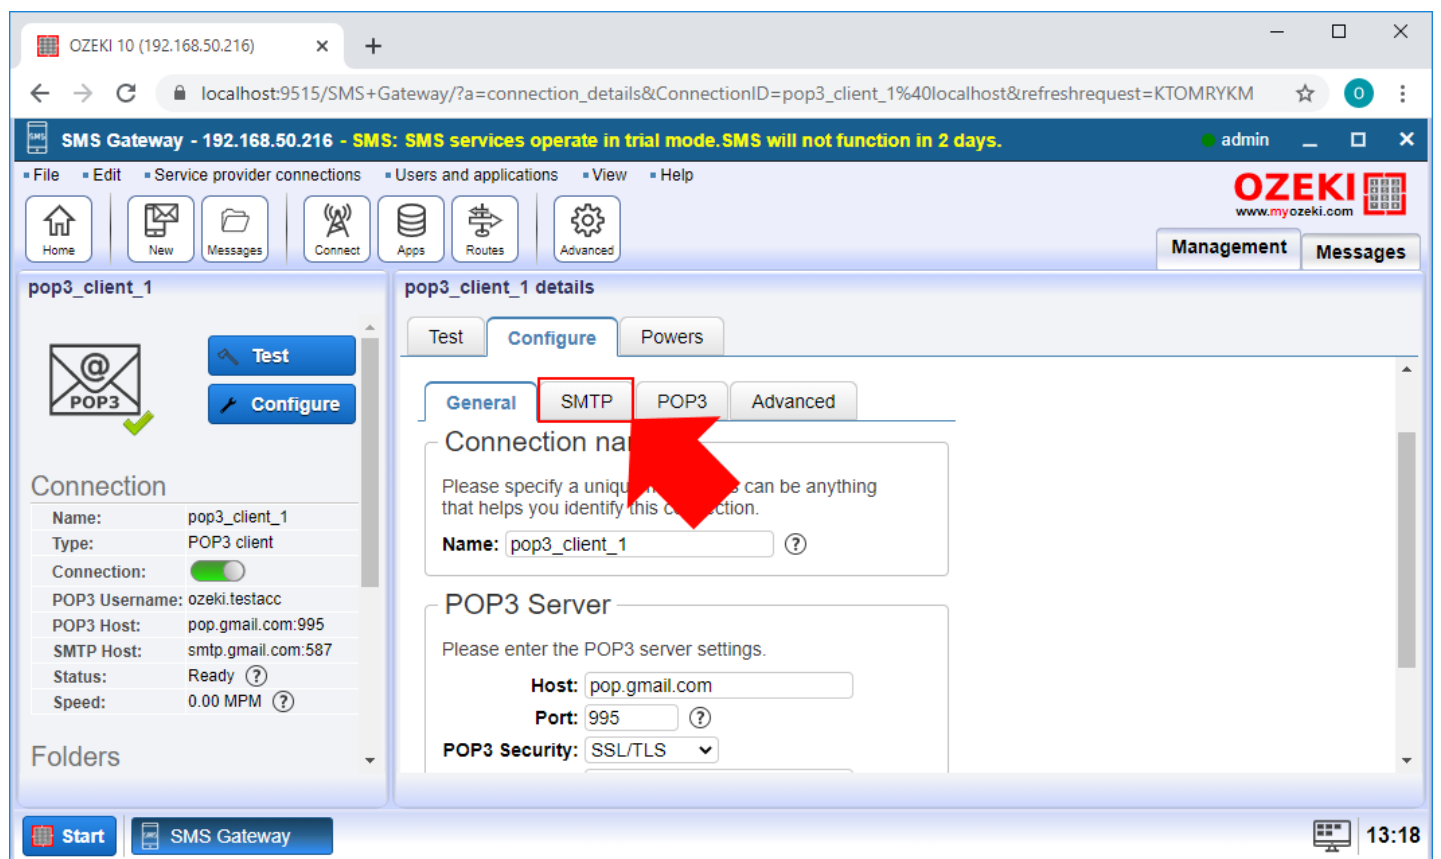 OZEKI 10 (192.168.50.216)
localhost:9515/SMS+Gateway/?a=connection_details&ConnectionID=pop3_client_1%40localhost&refreshrequest=KTOMRYKM
O
SMS
SMS Gateway - 192.168.50.216 - SMS: SMS services operate in trial mode.SMS will not function in 2 days.
admin
File Edit Service provider connections Users and applications View Help
OZEKI
www.myozeki.com
Home New Messages Connect Apps Routes Advanced
Management Messages
pop3_client_1
@
POP3
Test
Configure
Connection
Name: pop3_client_1
Type: POP3 client
Connection:
POP3 Username: ozeki.testacc
POP3 Host: pop.gmail.com:995
SMTP Host: smtp.gmail.com:587
Status: Ready ?
Speed: 0.00 MPM ?
Folders
pop3_client_1 details
Test Configure Powers
General SMTP POP3 Advanced
Connection
Please specify a can be anything
that helps you identify this
Name: pop3_client_1 ?
POP3 Server
Please enter the POP3 server settings.
Host: pop.gmail.com
Port: 995 ?
POP3 Security: SSL/TLS
Start SMS Gateway 13:18